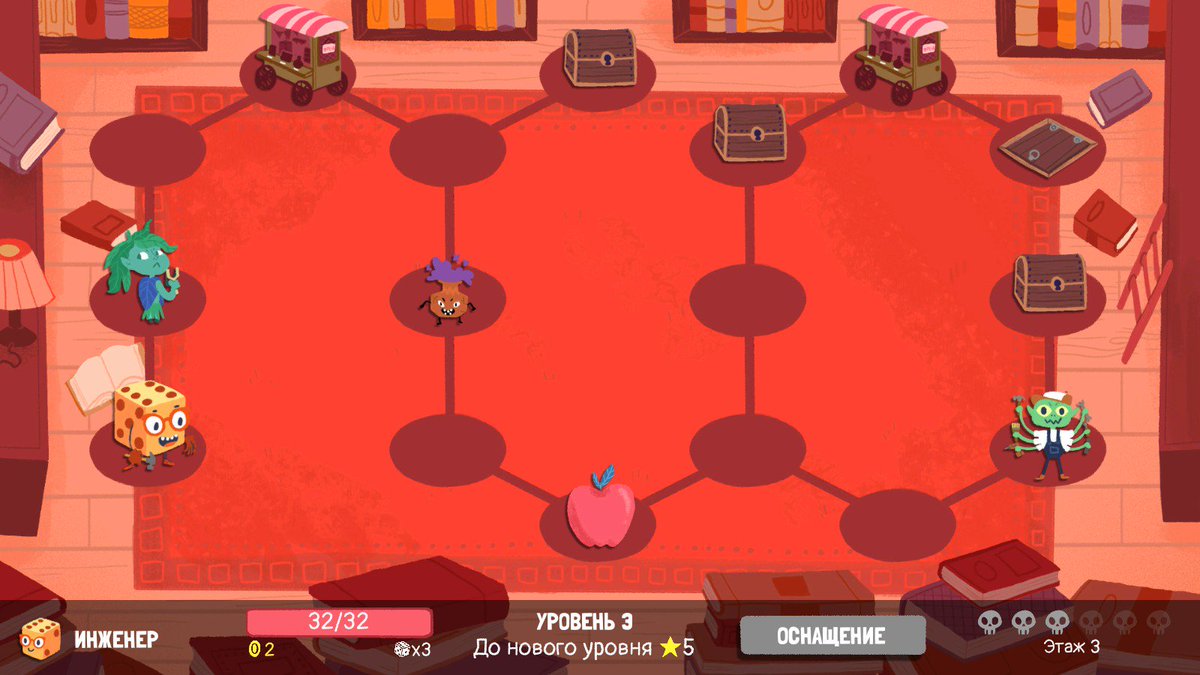 ИНЖЕНЕР
32/32
2
x3
УРОВЕНЬ 3
До нового уровня 5
ОСНАЩЕНИЕ
Этаж 3